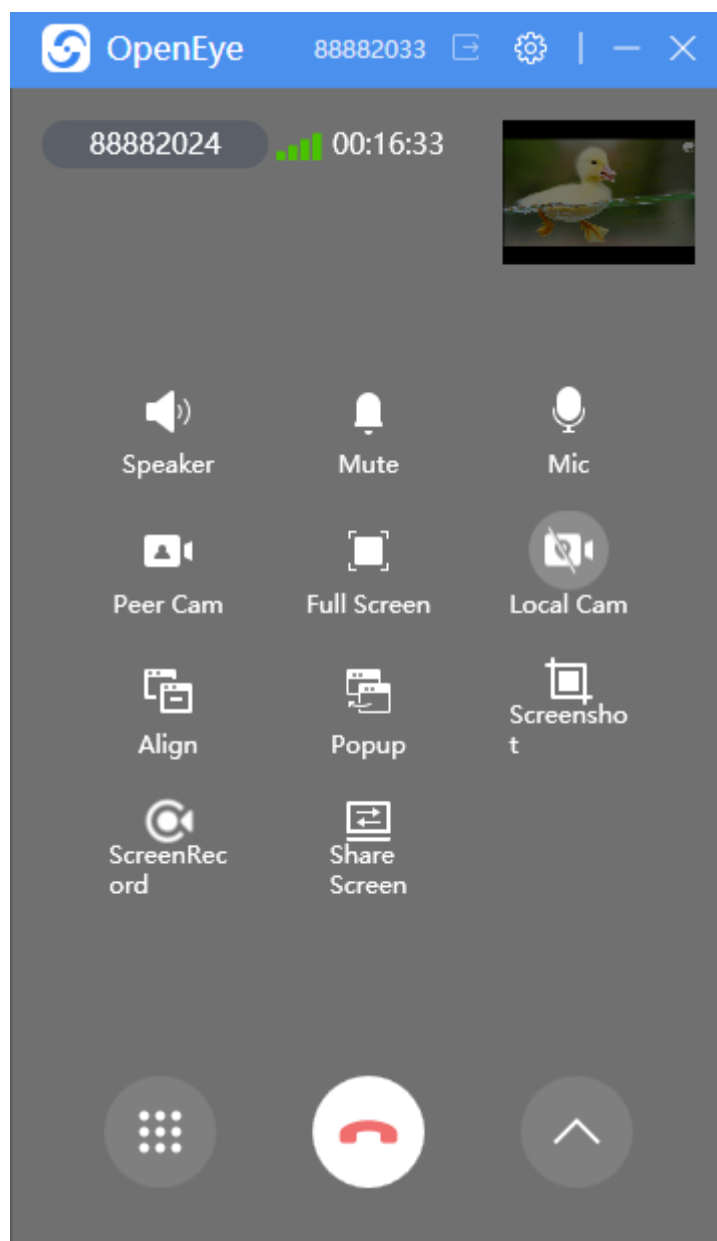 OpenEye 88882033
88882024 00:16:33
Speaker Mute Mic
Peer Cam Full Screen Local Cam
Align Popup Screensho
t
ScreenRec Share
ord Screen